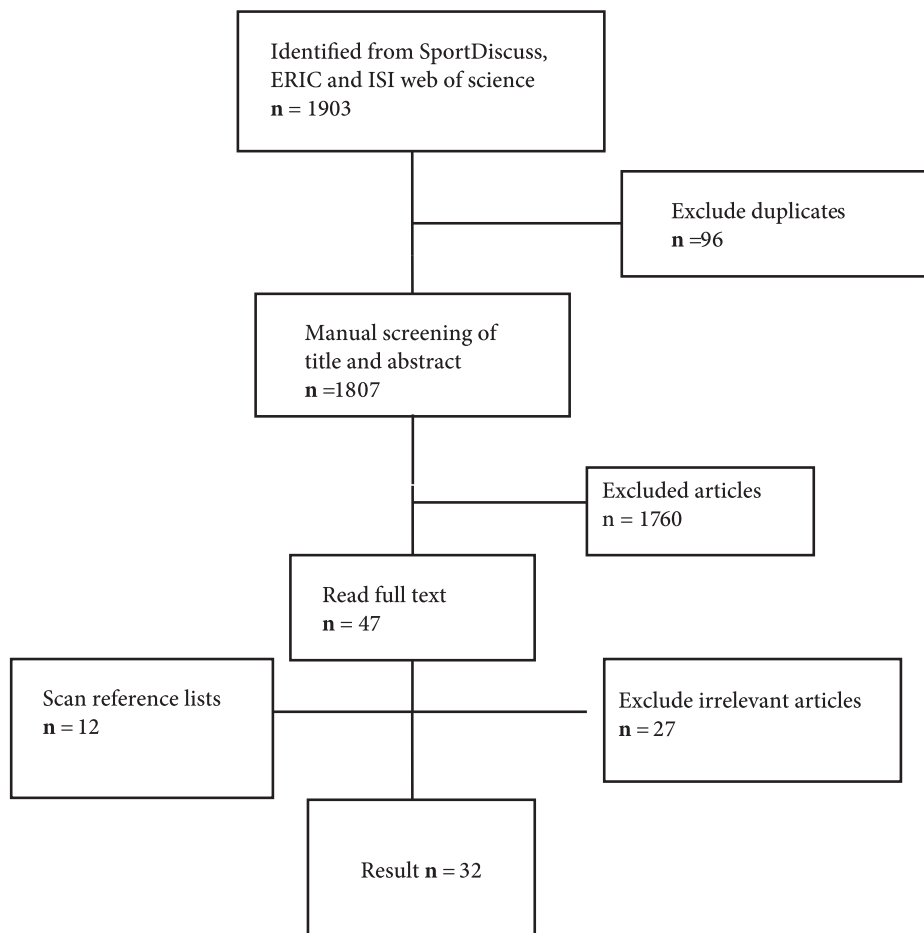 Identified from SportDiscuss,
ERIC and ISI web of science
n = 1903
Exclude duplicates
n =96
Manual screening of
title and abstract
n =1807
Excluded articles
n = 1760
Read full text
n = 47
Scan reference lists
n = 12
Exclude irrelevant articles
n = 27
Result n = 32